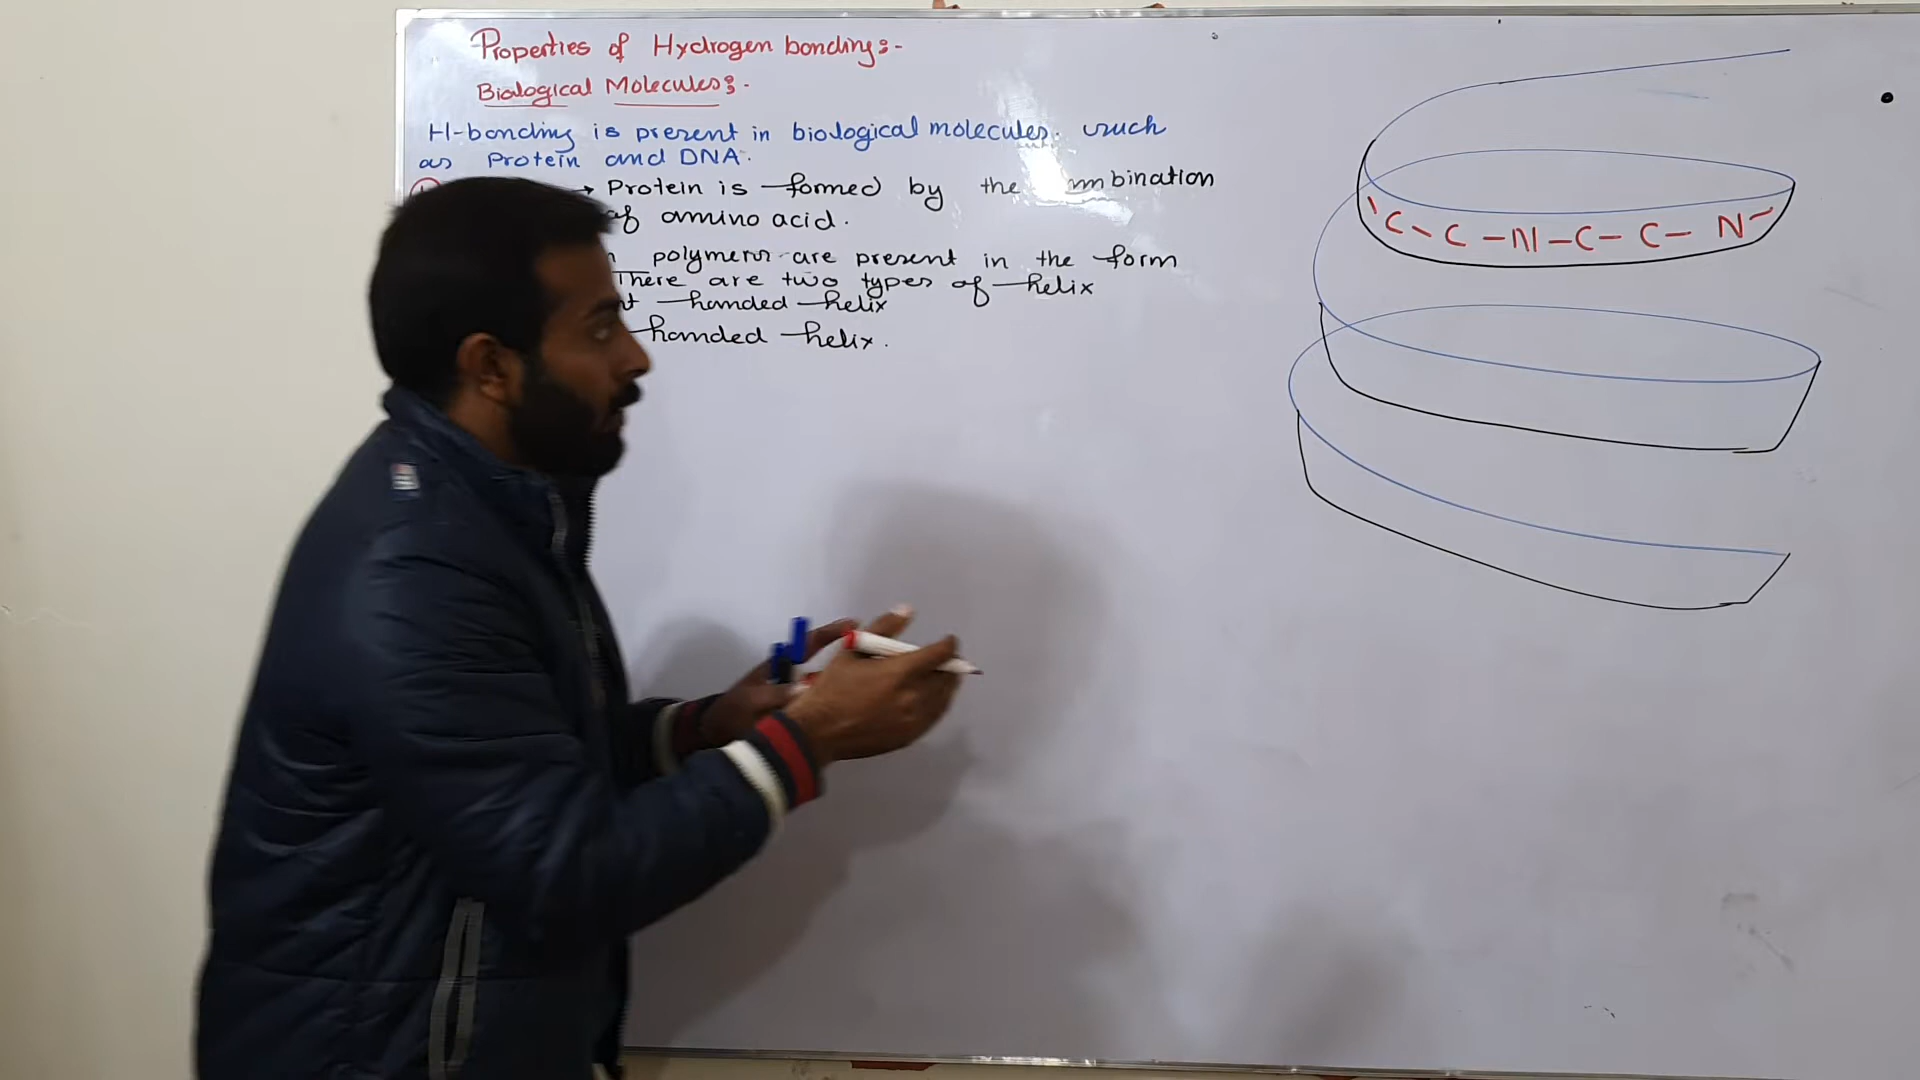 Properties of Hydrogen bonding:-
Biological Molecules:-
H-bonding is present in biological molecules. such
as Protein and DNA.
→ Protein is formed by the combination
of amino acid.
polymers are present in the form
There are two types of helix
handed helix
handed helix.
C - C - N - C - C - N -